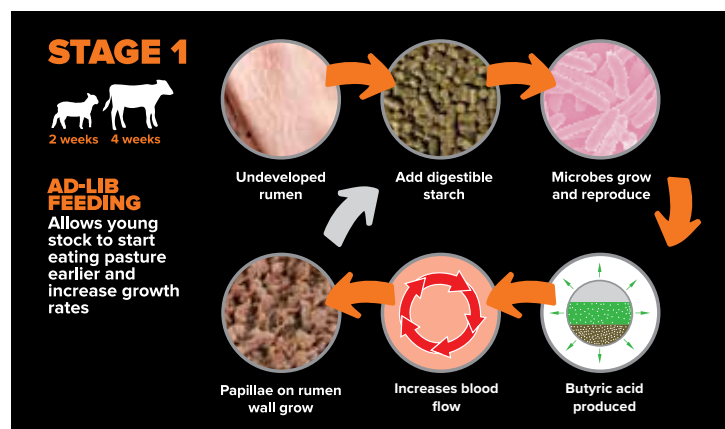 STAGE 1
2 weeks 4 weeks
AD-LIB
FEEDING
Allows young
stock to start
eating pasture
earlier and
increase growth
rates
Undeveloped
rumen
Add digestible
starch
Microbes grow
and reproduce
Papillae on rumen
wall grow
Increases blood
flow
Butyric acid
produced